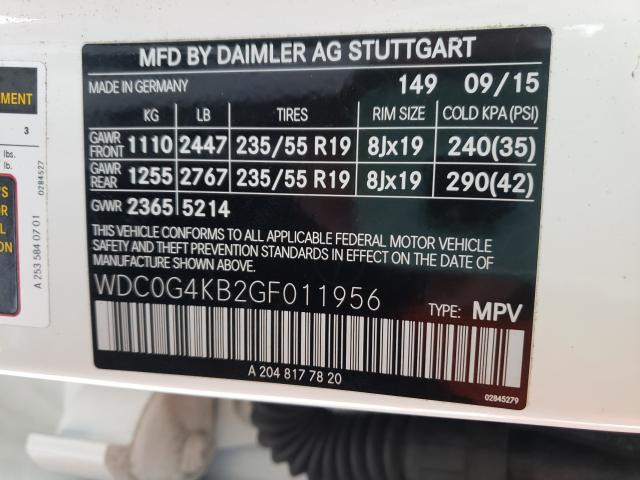 MFD BY DAIMLER AG STUTTGART
MADE IN GERMANY 149 09/15
KG LB TIRES RIM SIZE COLD KPA(PSI)
GAWR FRONT 1110 2447 235/55 R19 8Jx19 240(35)
GAWR REAR 1255 2767 235/55 R19 8Jx19 290(42)
GVWR 2365 5214
THIS VEHICLE CONFORMS TO ALL APPLICABLE FEDERAL MOTOR VEHICLE
SAFETY AND THEFT PREVENTION STANDARDS IN EFFECT ON THE DATE OF
MANUFACTURE SHOWN ABOVE.
WDC0G4KB2GF011956 TYPE: MPV
A 204 817 78 20
02845279
3
lbs.
lb.
0284527
A 253 584 07 01